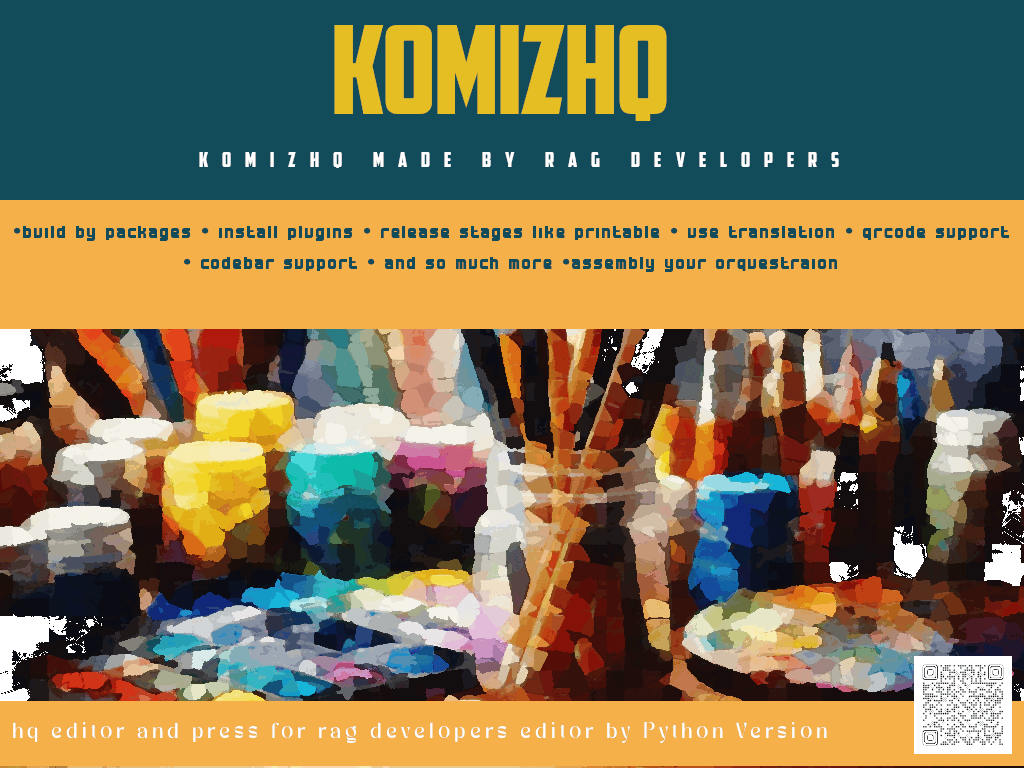 KOMIZHQ
KOMIZHQ MADE BY RAG DEVELOPERS
•build by packages • install plugins • release stages like printable • use translation • qrcode support
• codebar support • and so much more •assembly your orquestraion
hq editor and press for rag developers editor by Python Version